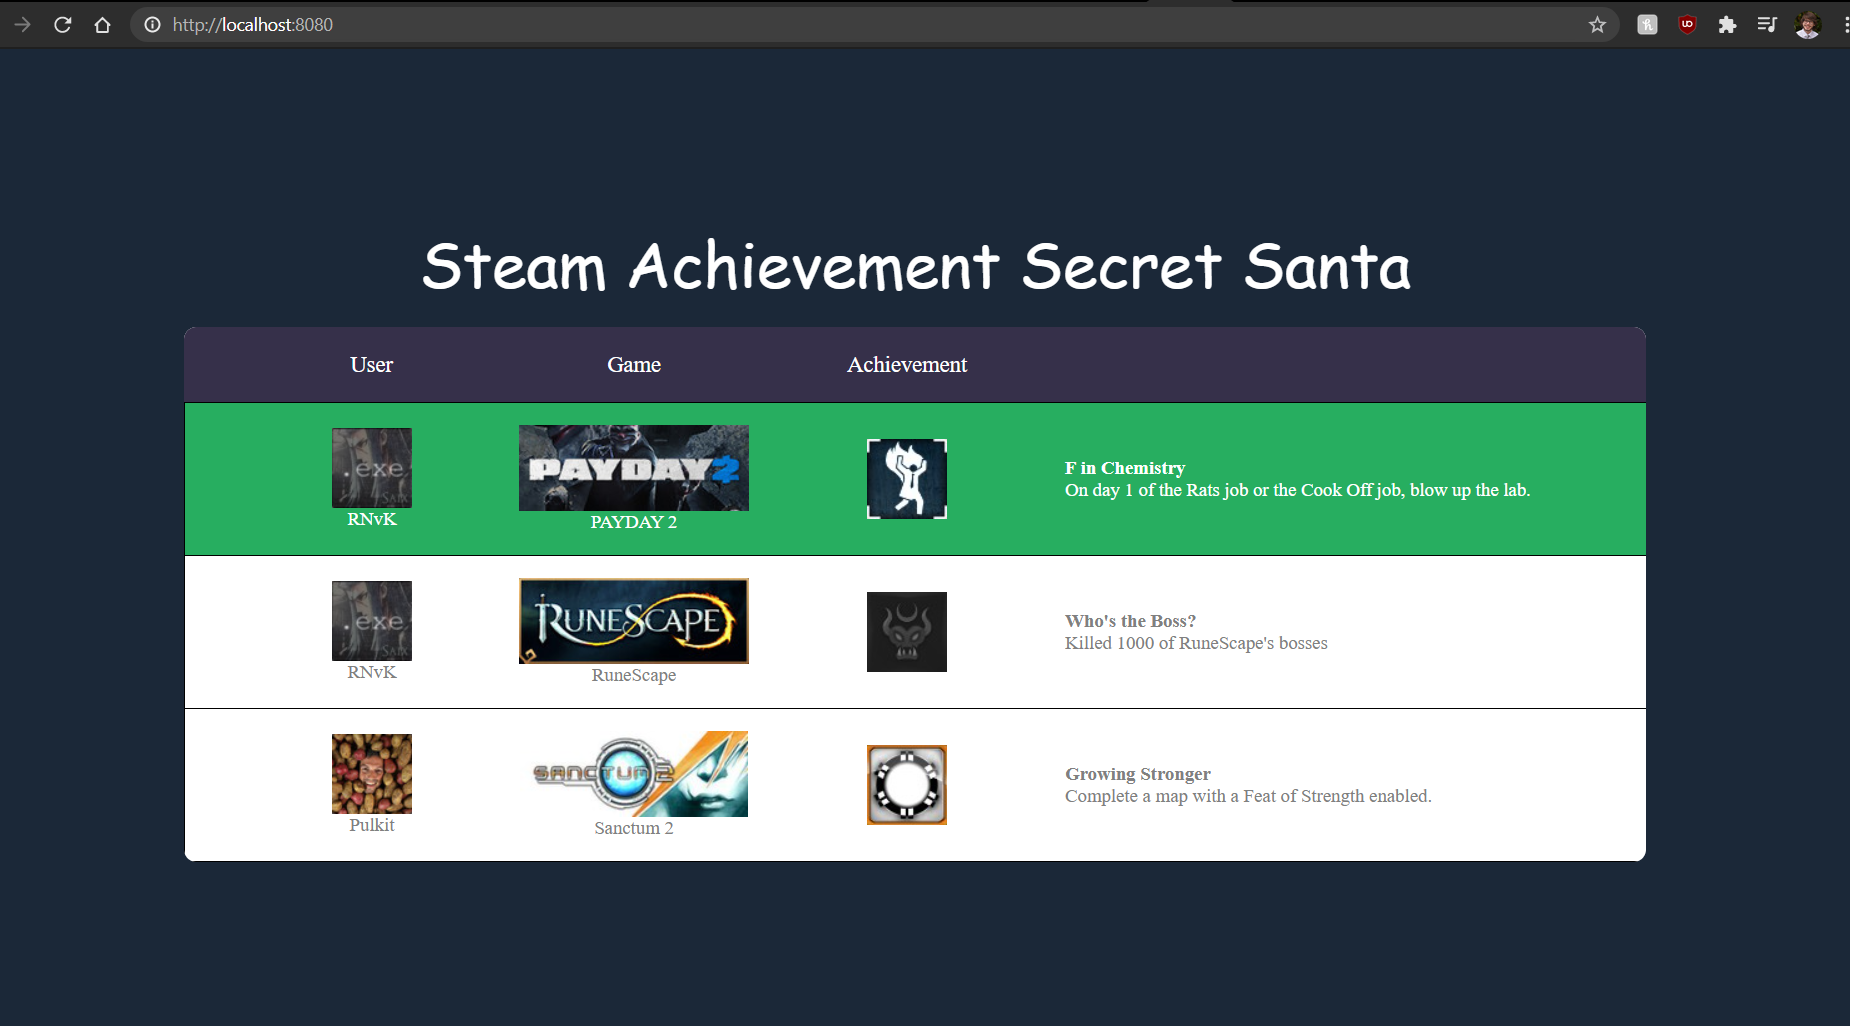 http://localhost:8080
Steam Achievement Secret Santa
User Game Achievement
.exe
SAIX
RNvK
PAYDAY 2
PAYDAY 2
F in Chemistry
On day 1 of the Rats job or the Cook Off job, blow up the lab.
.exe
RNvK
RUNESCAPE
RuneScape
Who's the Boss?
Killed 1000 of RuneScape's bosses
Pulkit
SANCTUM 2
Sanctum 2
Growing Stronger
Complete a map with a Feat of Strength enabled.